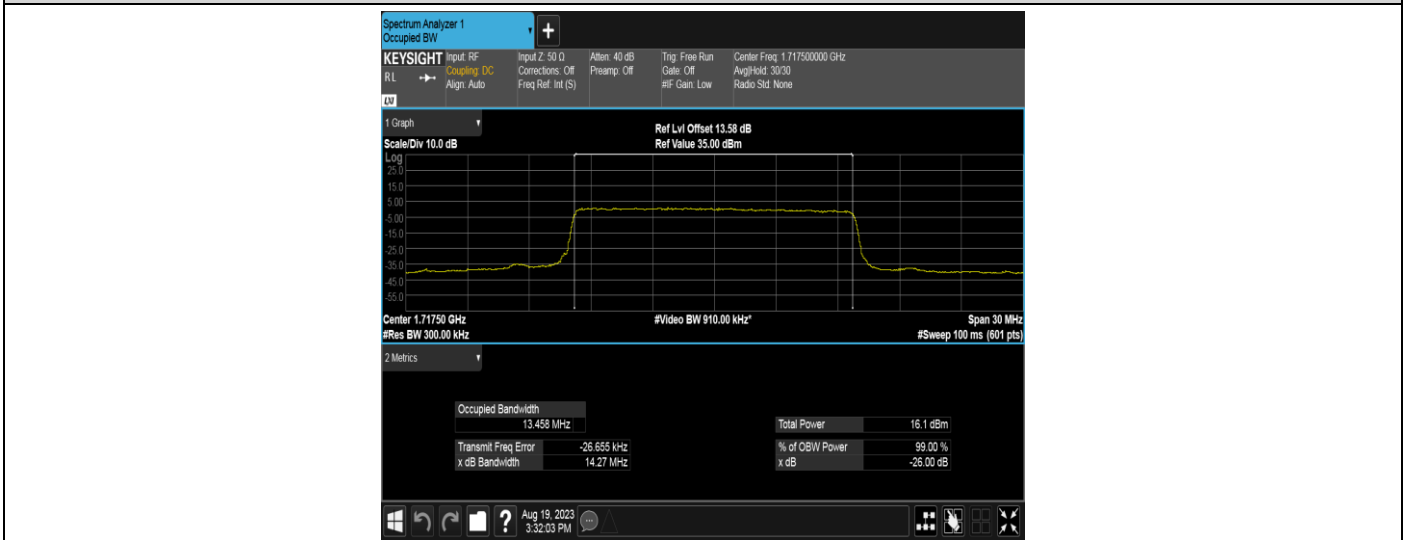 Spectrum Analyzer 1
Occupied BW
+
KEYSIGHT
RL
LXI
Input: RF
Coupling: DC
Align: Auto
Input Z: 50 Ω
Corrections: Off
Freq Ref: Int (S)
Atten: 40 dB
Preamp: Off
Trig: Free Run
Gate: Off
#IF Gain: Low
Center Freq: 1.717500000 GHz
Avg|Hold: 30/30
Radio Std: None
1 Graph
Scale/Div 10.0 dB
Ref Lvl Offset 13.58 dB
Ref Value 35.00 dBm
Log
25.0
15.0
5.00
-5.00
-15.0
-25.0
-35.0
-45.0
-55.0
Center 1.71750 GHz
#Res BW 300.00 kHz
#Video BW 910.00 kHz*
Span 30 MHz
#Sweep 100 ms (601 pts)
2 Metrics
Occupied Bandwidth
13.458 MHz
Transmit Freq Error -26.655 kHz
x dB Bandwidth 14.27 MHz
Total Power 16.1 dBm
% of OBW Power 99.00 %
x dB -26.00 dB
?
Aug 19, 2023
3:32:03 PM